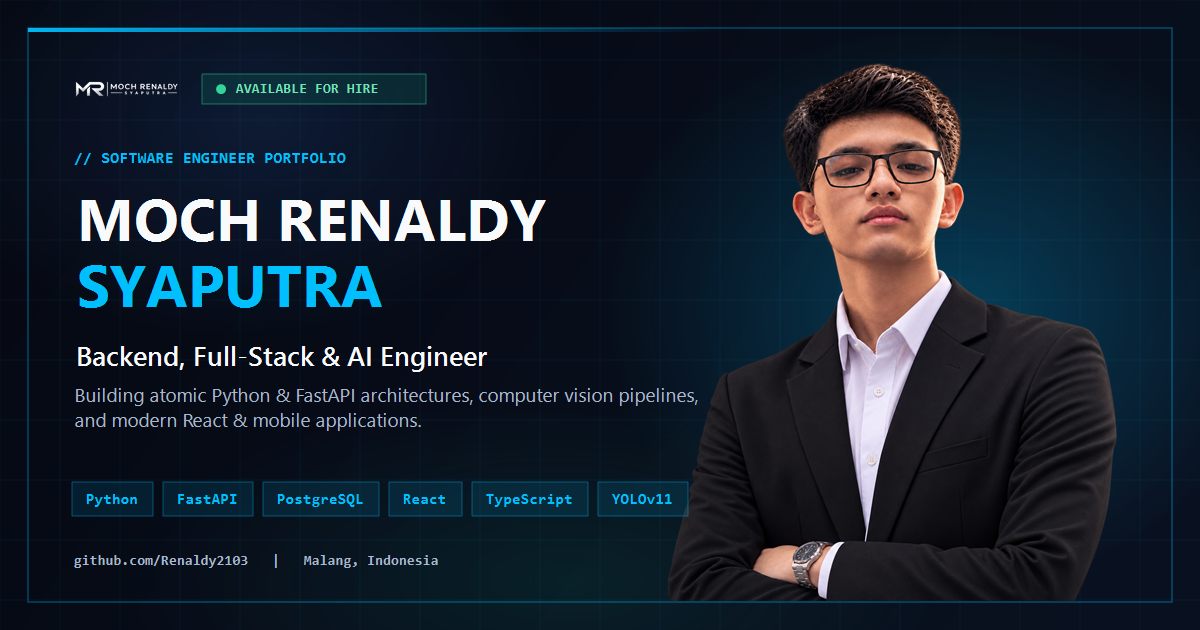 MR MOCH RENALDY
SYAPUTRA
AVAILABLE FOR HIRE
// SOFTWARE ENGINEER PORTFOLIO
MOCH RENALDY
SYAPUTRA
Backend, Full-Stack & AI Engineer
Building atomic Python & FastAPI architectures, computer vision pipelines,
and modern React & mobile applications.
Python FastAPI PostgreSQL React TypeScript YOLOv11
github.com/Renaldy2103 | Malang, Indonesia